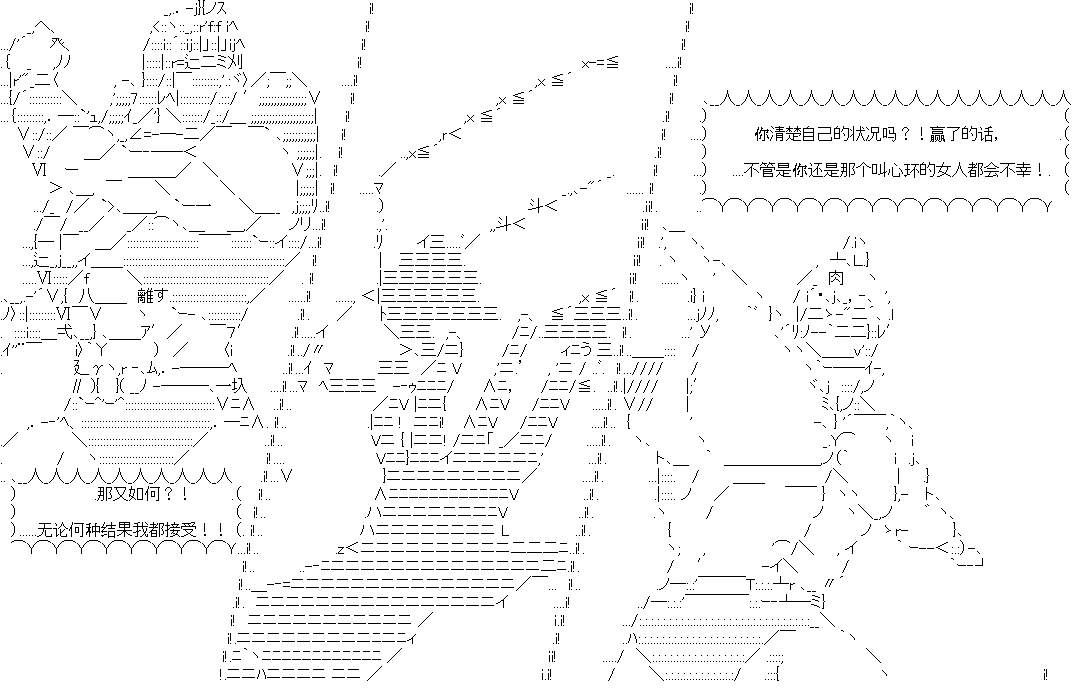 你清楚自己的状况吗？！赢了的话，
....不管是你还是那个叫心环的女人都会不幸！.
肉
離す
.那又如何？！
......无论何种结果我都接受！！